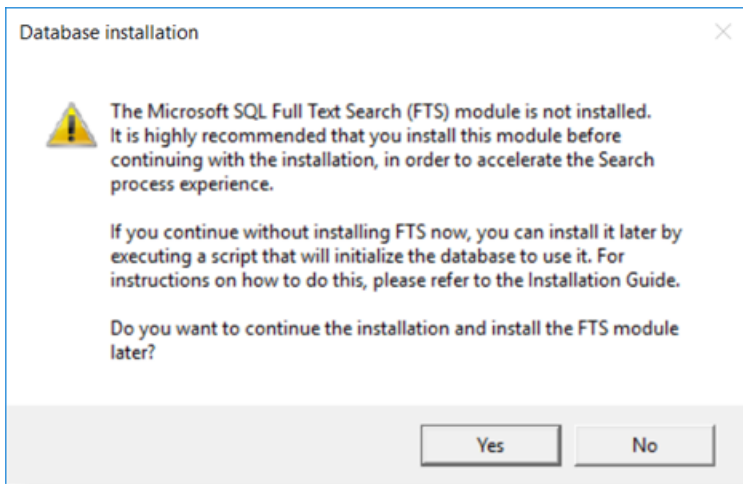 Database installation
The Microsoft SQL Full Text Search (FTS) module is not installed.
It is highly recommended that you install this module before
continuing with the installation, in order to accelerate the Search
process experience.
If you continue without installing FTS now, you can install it later by
executing a script that will initialize the database to use it. For
instructions on how to do this, please refer to the Installation Guide.
Do you want to continue the installation and install the FTS module
later?
Yes No